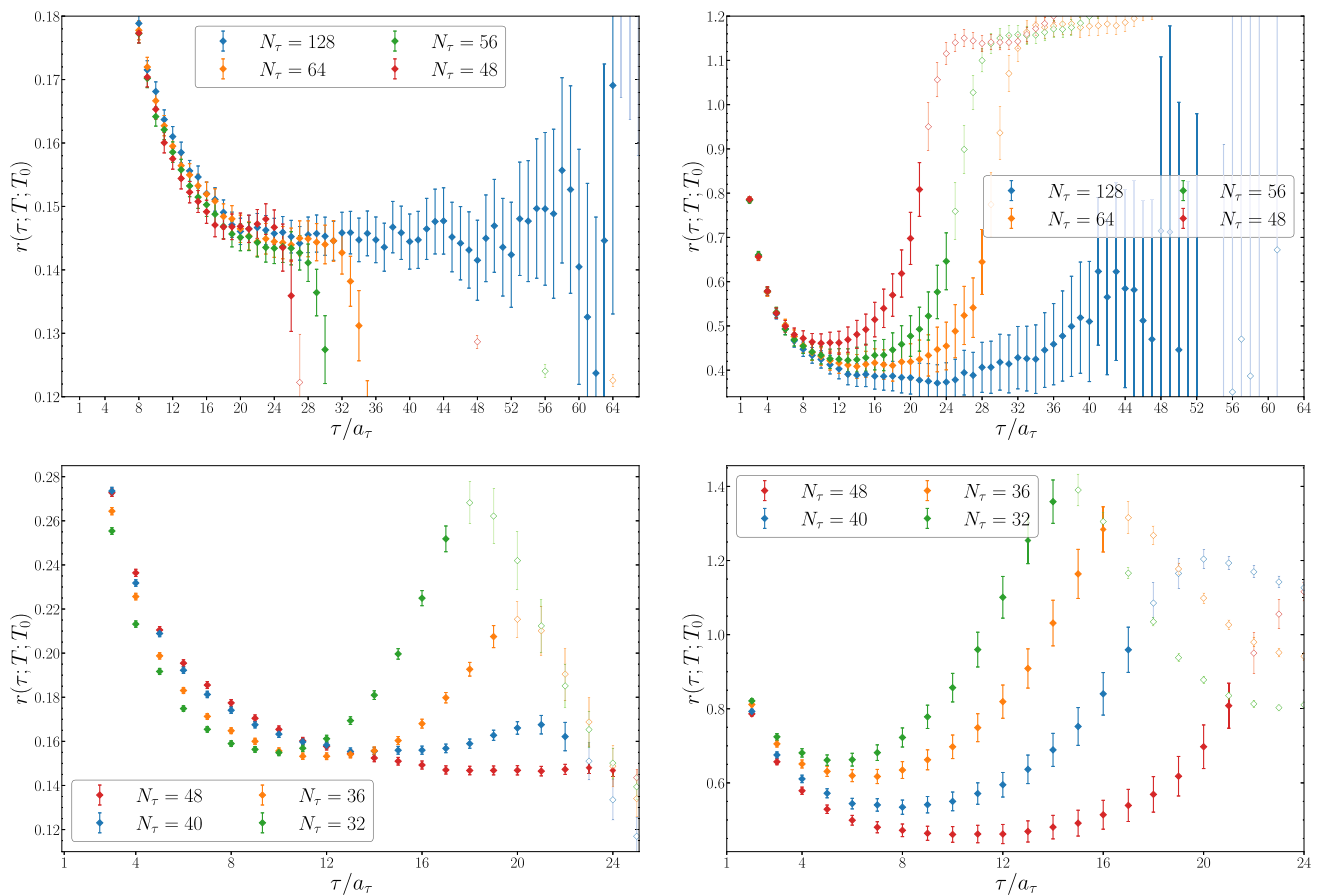 0.18
0.17
0.16
0.15
0.14
0.13
0.12
r(τ; T; T₀)
N_τ = 128
N_τ = 64
N_τ = 56
N_τ = 48
1 4 8 12 16 20 24 28 32 36 40 44 48 52 56 60 64
τ/a_τ
1.2
1.1
1.0
0.9
0.8
0.7
0.6
0.5
0.4
r(τ; T; T₀)
N_τ = 128
N_τ = 64
N_τ = 56
N_τ = 48
1 4 8 12 16 20 24 28 32 36 40 44 48 52 56 60 64
τ/a_τ
0.28
0.26
0.24
0.22
0.20
0.18
0.16
0.14
0.12
r(τ; T; T₀)
N_τ = 48
N_τ = 40
N_τ = 36
N_τ = 32
1 4 8 12 16 20 24
τ/a_τ
1.4
1.2
1.0
0.8
0.6
r(τ; T; T₀)
N_τ = 48
N_τ = 40
N_τ = 36
N_τ = 32
1 4 8 12 16 20 24
τ/a_τ